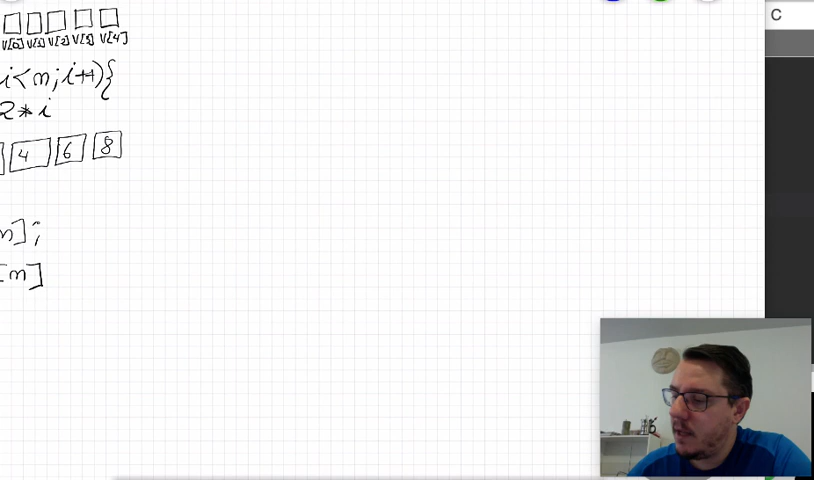 V[0] V[1] V[2] V[3] V[4]
i<n;i++){
2*i
4 6 8
n];
[n]
C